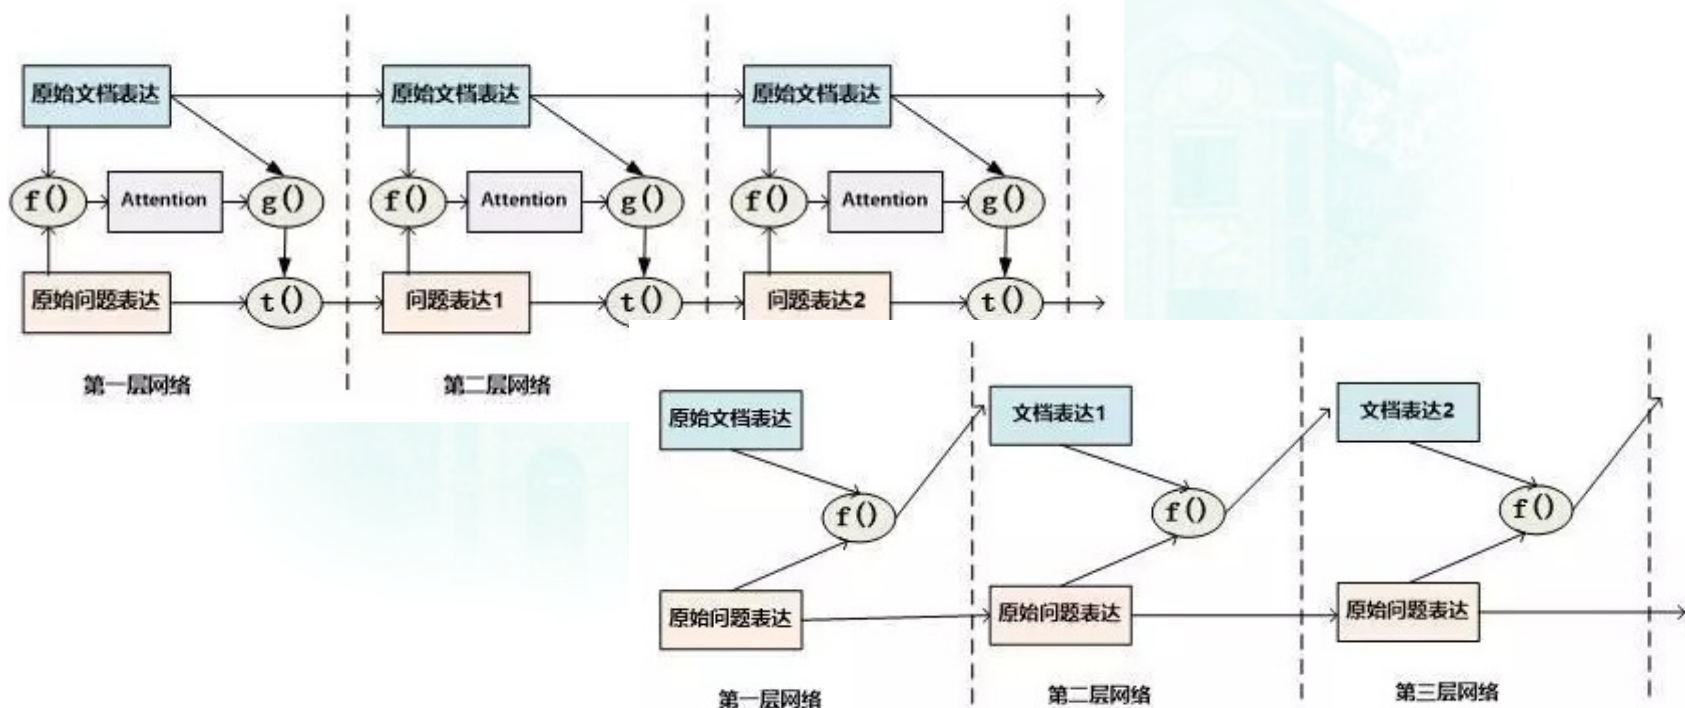 原始文档表达 原始文档表达 原始文档表达
f() Attention g() f() Attention g() f() Attention g()
原始问题表达 t() 问题表达1 t() 问题表达2 t()
第一层网络 第二层网络
原始文档表达 文档表达1 文档表达2
f() f() f()
原始问题表达 原始问题表达 原始问题表达
第一层网络 第二层网络 第三层网络